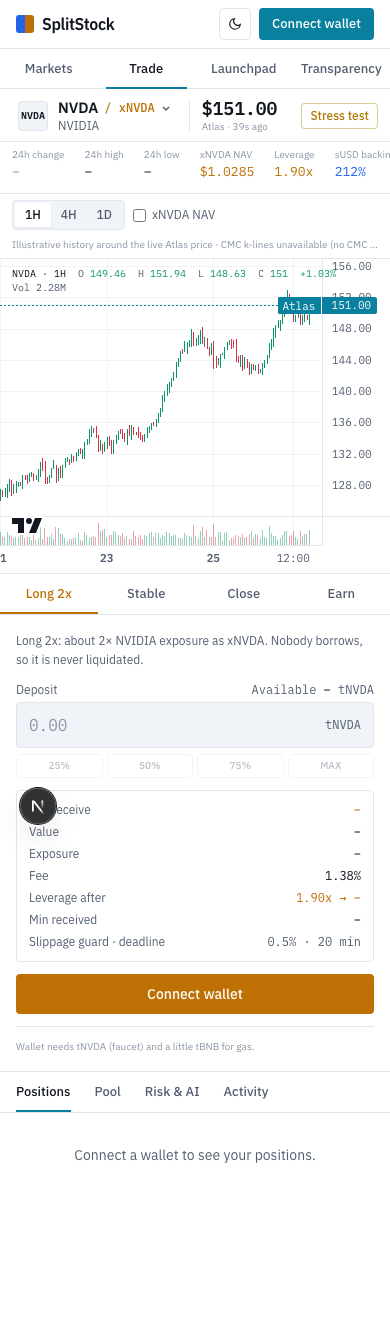 SplitStock
Connect wallet
Markets Trade Launchpad Transparency
NVDA NVDA / xNVDA
NVIDIA
$151.00
Atlas · 39s ago
Stress test
24h change 24h high 24h low xNVDA NAV Leverage sUSD backin
– – – $1.0285 1.90x 212%
1H 4H 1D xNVDA NAV
Illustrative history around the live Atlas price · CMC k-lines unavailable (no CMC ...
NVDA · 1H O 149.46 H 151.94 L 148.63 C 151 +1.03%
Vol 2.28M
156.00
Atlas 151.00
148.00
144.00
140.00
136.00
132.00
128.00
1 23 25 12:00
Long 2x Stable Close Earn
Long 2x: about 2× NVIDIA exposure as xNVDA. Nobody borrows,
so it is never liquidated.
Deposit Available – tNVDA
0.00 tNVDA
25% 50% 75% MAX
N
eceive –
Value –
Exposure –
Fee 1.38%
Leverage after 1.90x → –
Min received –
Slippage guard · deadline 0.5% · 20 min
Connect wallet
Wallet needs tNVDA (faucet) and a little tBNB for gas.
Positions Pool Risk & AI Activity
Connect a wallet to see your positions.